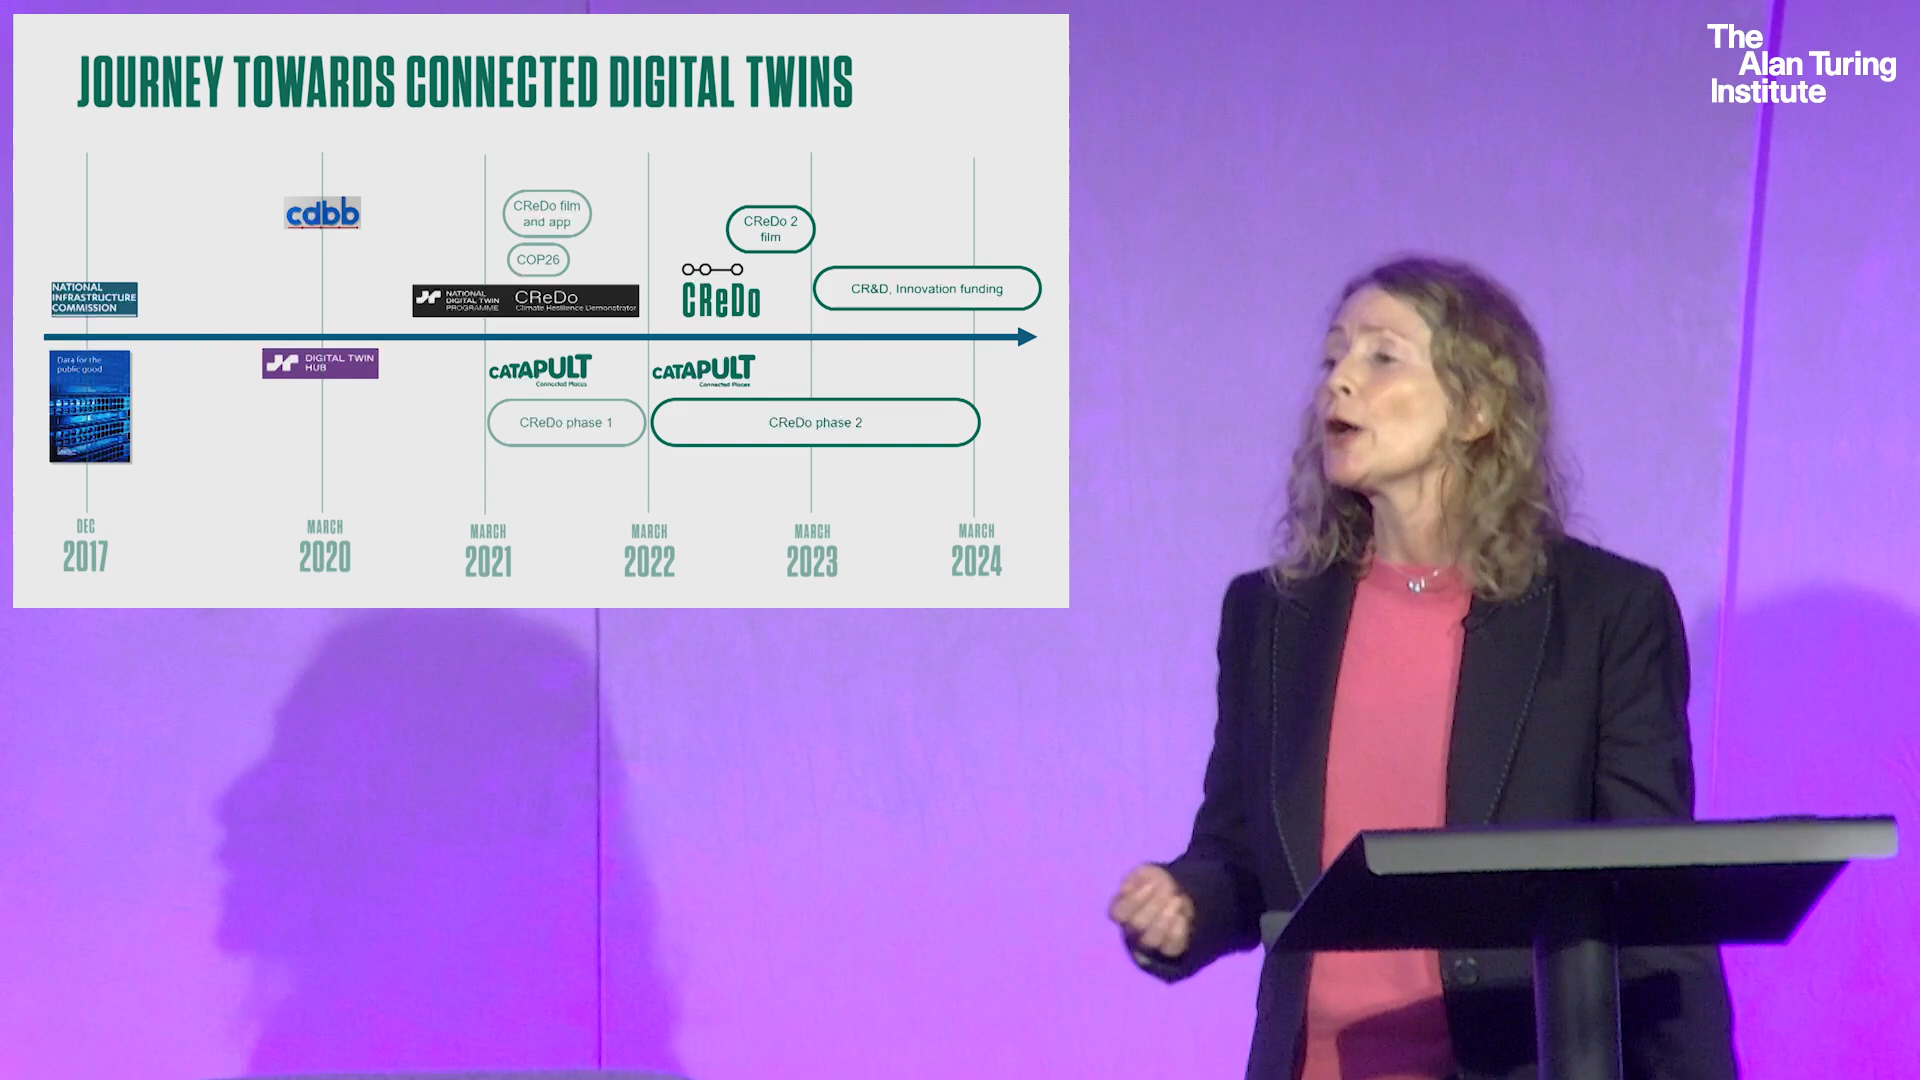 JOURNEY TOWARDS CONNECTED DIGITAL TWINS
The
Alan Turing
Institute
cdbb
CReDo film
and app
COP26
CReDo 2
film
NATIONAL
INFRASTRUCTURE
COMMISSION
NATIONAL
DIGITAL TWIN
PROGRAMME
CReDo
Climate Resilience Demonstrator
CReDo
CR&D, Innovation funding
Data for the
public good
DIGITAL TWIN
HUB
CATAPULT
Connected Places
CATAPULT
Connected Places
CReDo phase 1
CReDo phase 2
DEC
2017
MARCH
2020
MARCH
2021
MARCH
2022
MARCH
2023
MARCH
2024